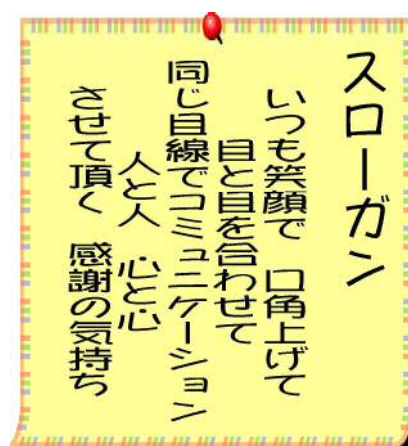 スローガン
いつも笑顔で　口角上げて
目と目を合わせて
同じ目線でコミュニケーション
人と人　心と心
させて頂く　感謝の気持ち